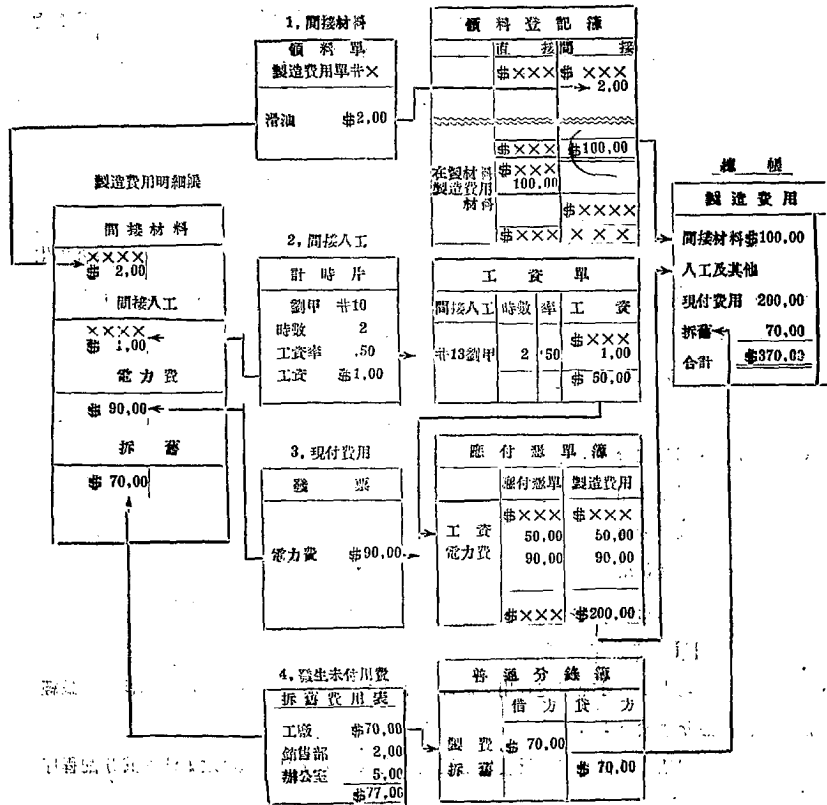 1, 間接材料
領料單
製造費用單#×
滑油 $2,00
領料登記簿
直接 間接
$××× $×××
2,00
$××× $100,00
在製材料 $×××
製造費用 100,00
材料 $××××
$××× ×××
製造費用明細賬
間接材料
××××
$ 2,00
間接人工
××××
$ 1,00
電力費
$ 90,00
拆舊
$ 70,00
2, 間接人工
計時片
劉甲 #10
時數 2
工資率 .50
工資 $1,00
工資單
間接人工 時數 率 工資
$×××
#13劉甲 2 50 1,00
$ 50,00
總帳
製造費用
間接材料$100,00
人工及其他
現付費用 200,00
拆舊 70,00
合計 $370,00
3, 現付費用
發票
電力費 $90,00
應付憑單簿
應付憑單 製造費用
$××× $×××
工資 50,00 50,00
電力費 90,00 90,00
$××× $200,00
4, 發生未付用費
拆舊費用表
工廠 $70,00
銷售部 2,00
辦公室 5,00
$77,00
普通分錄簿
借方 貸方
製費 $ 70,00
拆舊 $ 70,00